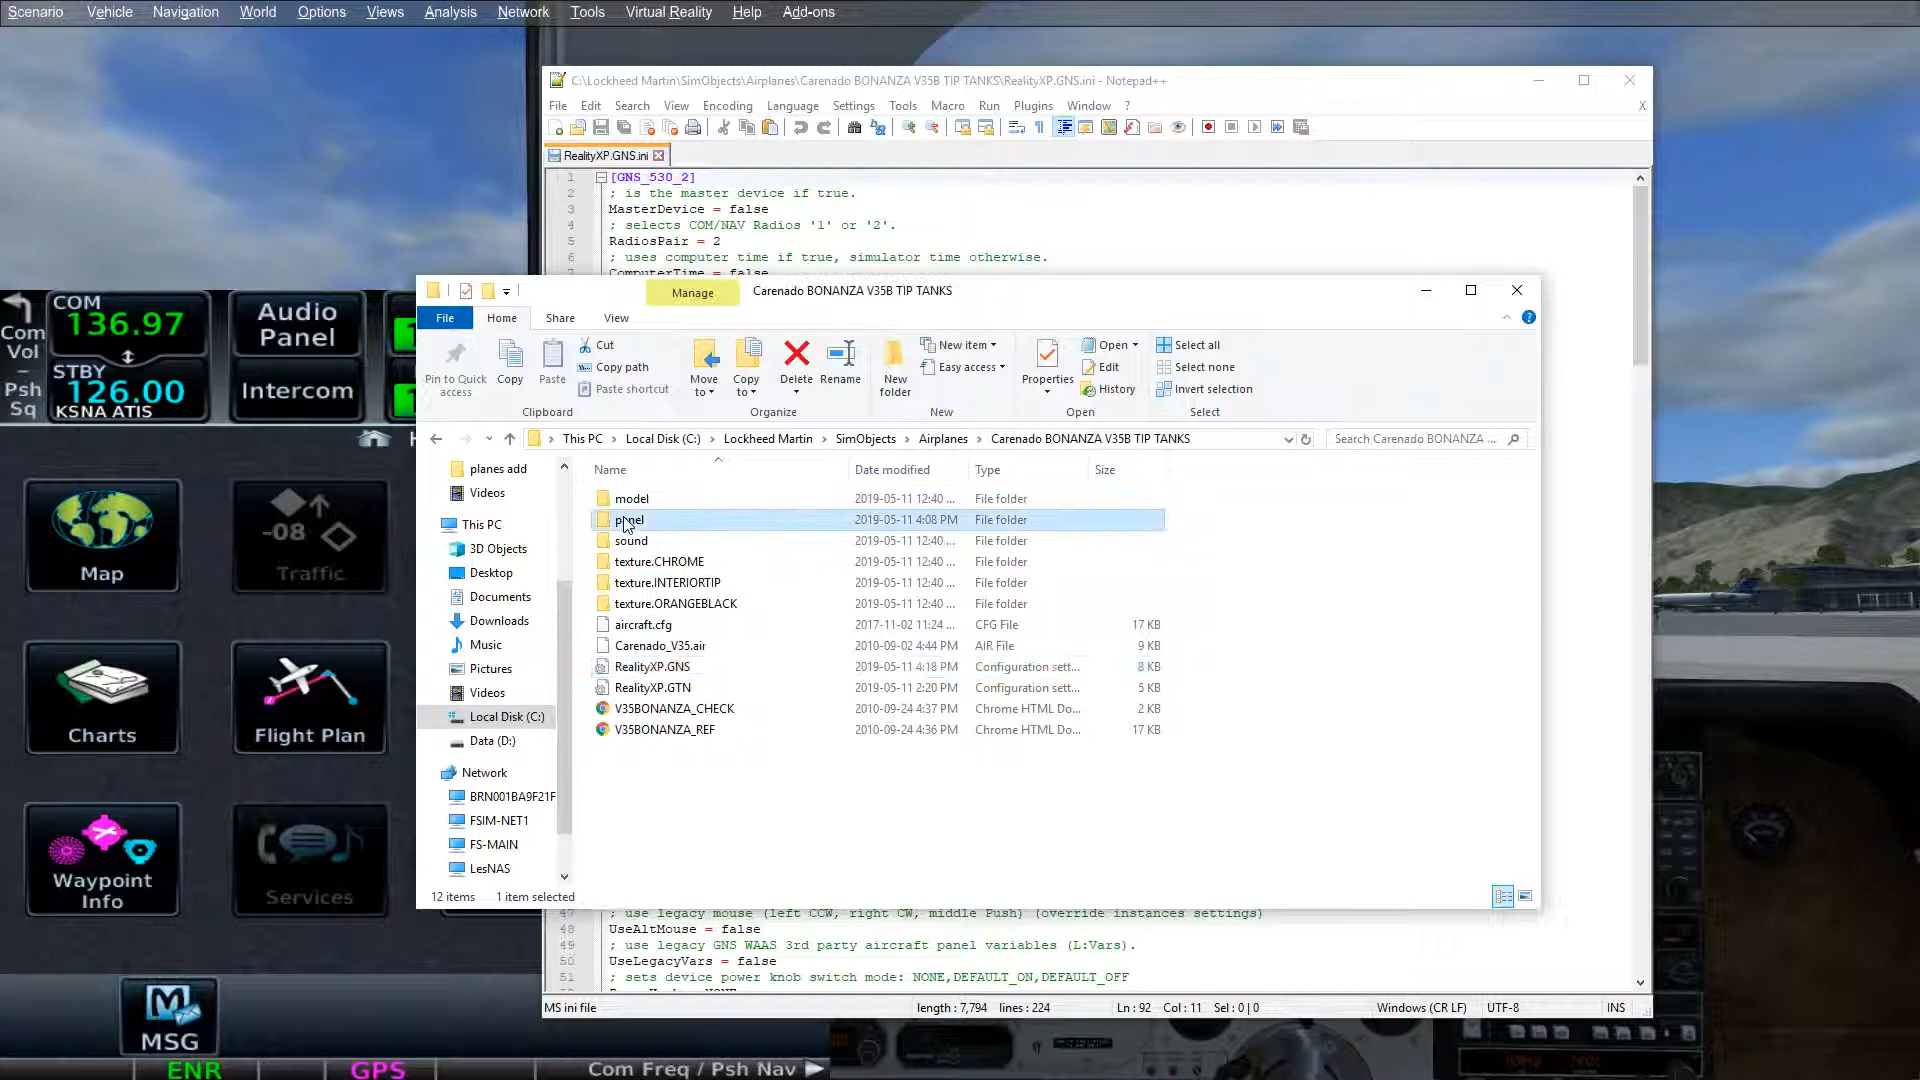 Scenario Vehicle Navigation World Options Views Analysis Network Tools Virtual Reality Help Add-ons
C:\Lockheed Martin\SimObjects\Airplanes\Carenado BONANZA V35B TIP TANKS\RealityXP.GNS.ini - Notepad++
File Edit Search View Encoding Language Settings Tools Macro Run Plugins Window ? X
RealityXP.GNS.ini
1 [GNS_530_2]
2 ; is the master device if true.
3 MasterDevice = false
4 ; selects COM/NAV Radios '1' or '2'.
5 RadiosPair = 2
6 ; uses computer time if true, simulator time otherwise.
7 ComputerTime = false
Manage Carenado BONANZA V35B TIP TANKS
File Home Share View
Pin to Quick access
Copy
Paste
Cut
Copy path
Paste shortcut
Move to
Copy to
Delete
Rename
New folder
New item
Easy access
Properties
Open
Edit
History
Select all
Select none
Invert selection
Clipboard Organize New Open Select
This PC > Local Disk (C:) > Lockheed Martin > SimObjects > Airplanes > Carenado BONANZA V35B TIP TANKS
Search Carenado BONANZA ...
Name Date modified Type Size
model 2019-05-11 12:40 ... File folder
panel 2019-05-11 4:08 PM File folder
sound 2019-05-11 12:40 ... File folder
texture.CHROME 2019-05-11 12:40 ... File folder
texture.INTERIORTIP 2019-05-11 12:40 ... File folder
texture.ORANGEBLACK 2019-05-11 12:40 ... File folder
aircraft.cfg 2017-11-02 11:24 ... CFG File 17 KB
Carenado_V35.air 2010-09-02 4:44 PM AIR File 9 KB
RealityXP.GNS 2019-05-11 4:18 PM Configuration sett... 8 KB
RealityXP.GTN 2019-05-11 2:20 PM Configuration sett... 5 KB
V35BONANZA_CHECK 2010-09-24 4:37 PM Chrome HTML Do... 2 KB
V35BONANZA_REF 2010-09-24 4:36 PM Chrome HTML Do... 17 KB
planes add
Videos
This PC
3D Objects
Desktop
Documents
Downloads
Music
Pictures
Videos
Local Disk (C:)
Data (D:)
Network
BRN001BA9F21F
FSIM-NET1
FS-MAIN
LesNAS
12 items 1 item selected
47 ; use legacy mouse (left CCW, right CW, middle Push) (override instances settings)
48 UseAltMouse = false
49 ; use legacy GNS WAAS 3rd party aircraft panel variables (L:Vars).
50 UseLegacyVars = false
51 ; sets device power knob switch mode: NONE,DEFAULT_ON,DEFAULT_OFF
MS ini file length : 7,794 lines : 224 Ln : 92 Col : 11 Sel : 0 | 0 Windows (CR LF) UTF-8 INS
Com
Vol
Psh
Sq
COM
136.97
STBY
126.00
KSNA ATIS
Audio
Panel
Intercom
Map
-08
Traffic
Charts
Flight Plan
Waypoint
Info
Services
MSG
ENR GPS Com Freq / Psh Nav